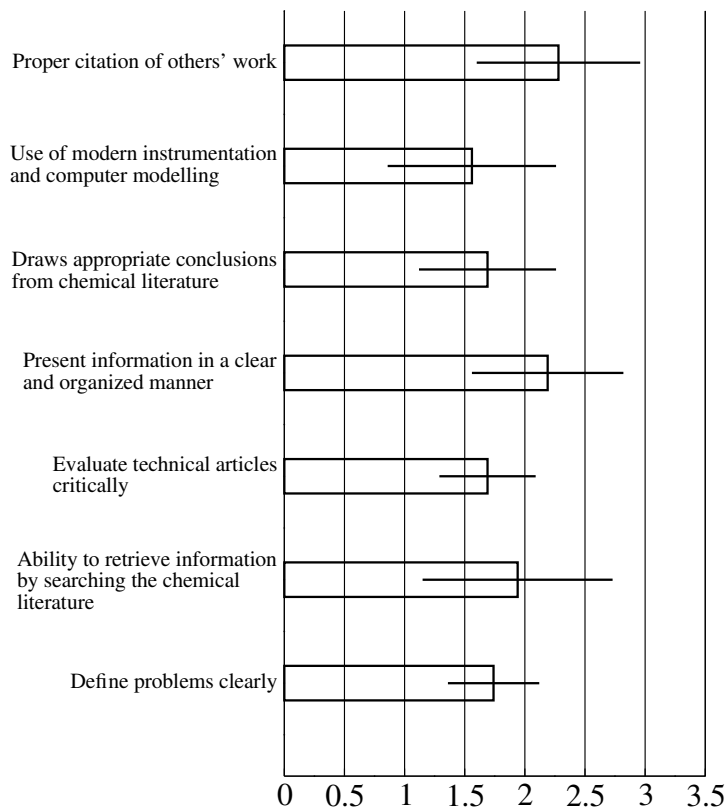 Proper citation of others’ work
Use of modern instrumentation
and computer modelling
Draws appropriate conclusions
from chemical literature
Present information in a clear
and organized manner
Evaluate technical articles
critically
Ability to retrieve information
by searching the chemical
literature
Define problems clearly
0 0.5 1 1.5 2 2.5 3 3.5